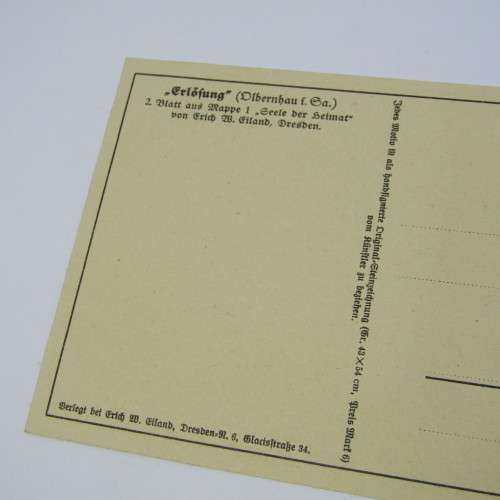 „Erlösung“ (Olbernhau i. Sa.)
2. Blatt aus Mappe 1 „Seele der Heimat“
von Erich W. Eiland, Dresden.
Jedes Motiv ist als handsignierte Original-Steinzeichnung (Gr. 43 × 54 cm, Preis Mark 6)
vom Künstler zu beziehen.
Verlegt bei Erich W. Eiland, Dresden-N. 6, Glacisstraße 34.